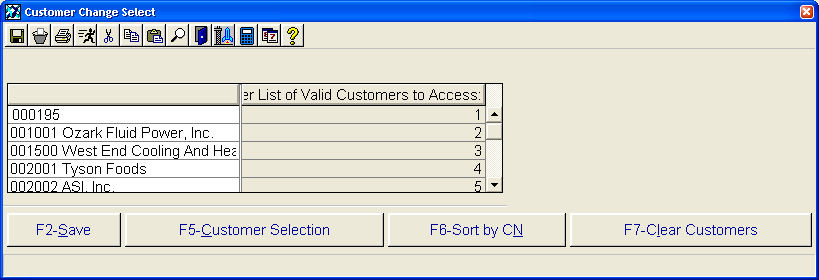 Customer Change Select
er List of Valid Customers to Access:
000195 1
001001 Ozark Fluid Power, Inc. 2
001500 West End Cooling And Hea 3
002001 Tyson Foods 4
002002 ASI, Inc. 5
F2-Save F5-Customer Selection F6-Sort by CN F7-Clear Customers